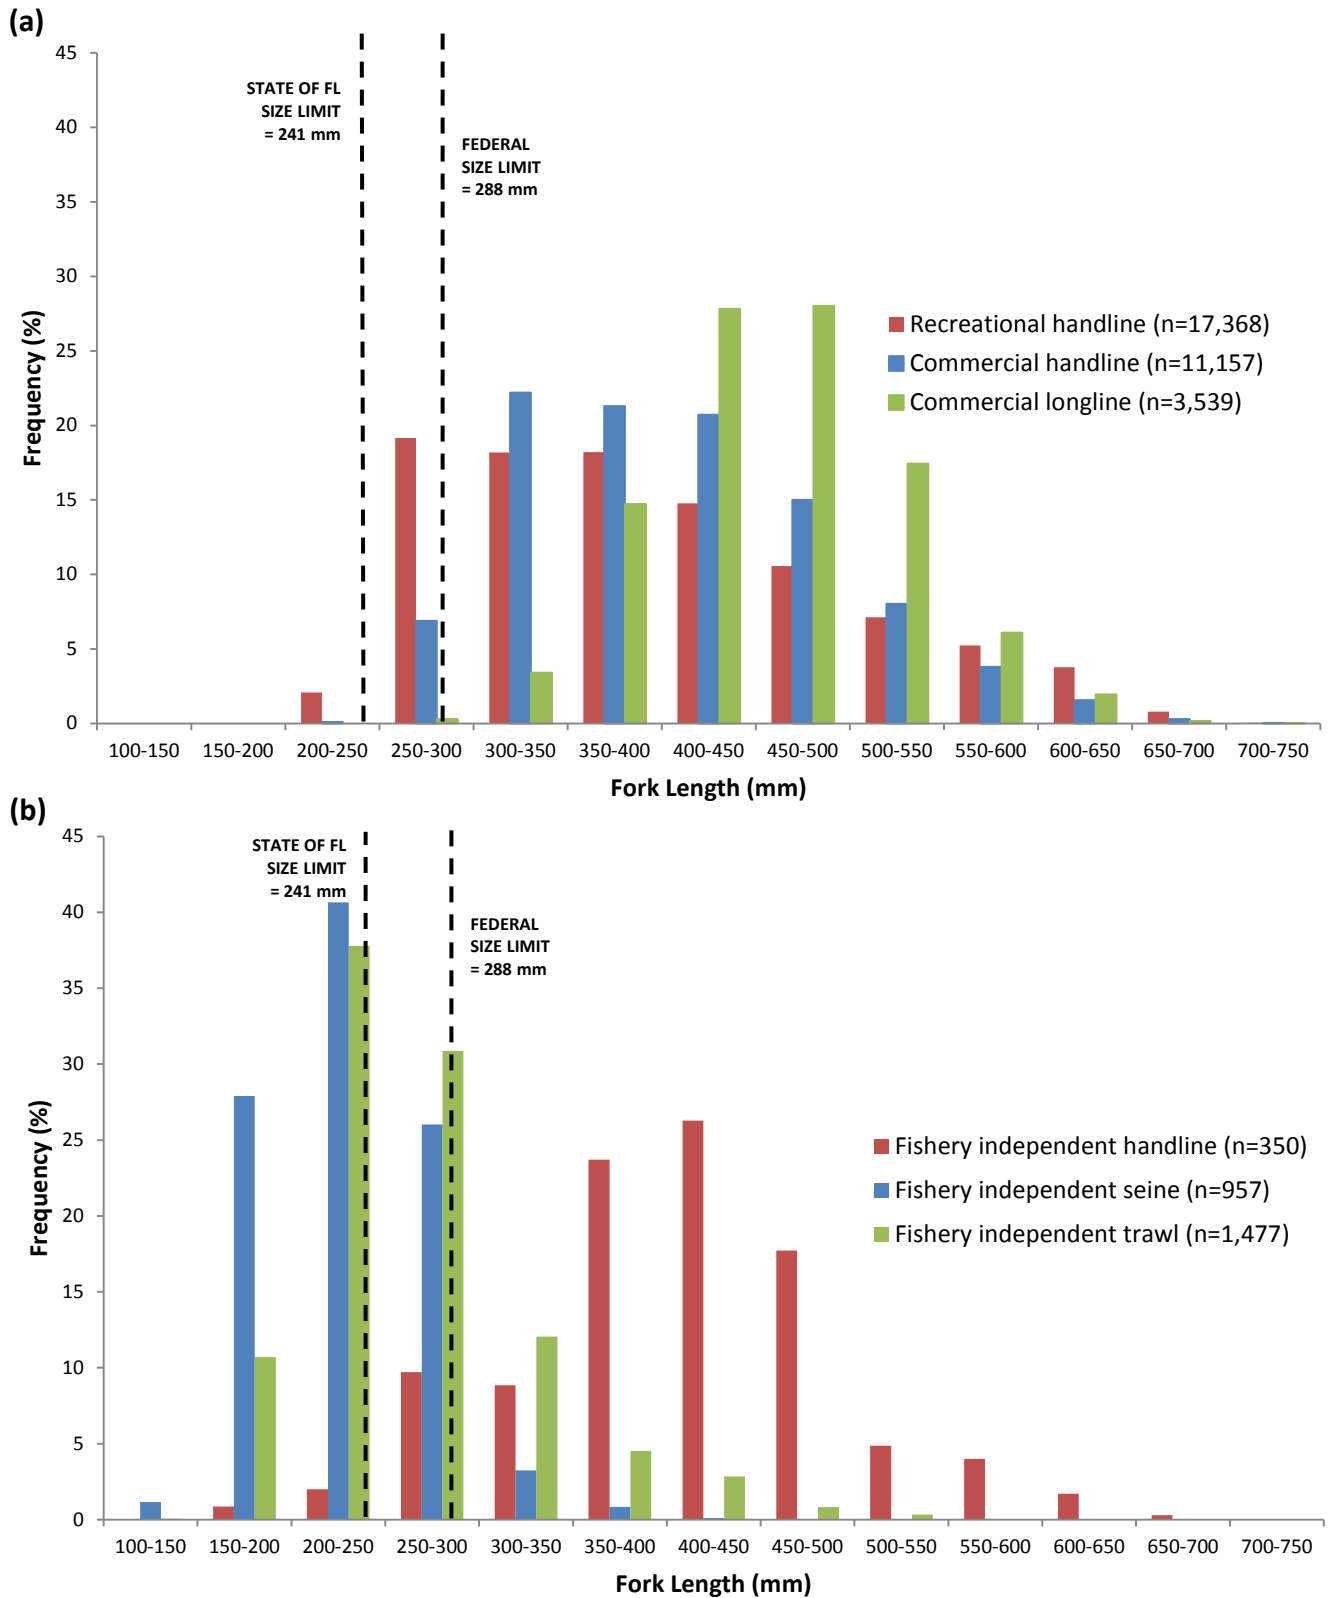 (a)
45
40
35
30
25
20
15
10
5
0
Frequency (%)
STATE OF FL
SIZE LIMIT
= 241 mm
FEDERAL
SIZE LIMIT
= 288 mm
Recreational handline (n=17,368)
Commercial handline (n=11,157)
Commercial longline (n=3,539)
100-150 150-200 200-250 250-300 300-350 350-400 400-450 450-500 500-550 550-600 600-650 650-700 700-750
Fork Length (mm)
(b)
45
40
35
30
25
20
15
10
5
0
Frequency (%)
STATE OF FL
SIZE LIMIT
= 241 mm
FEDERAL
SIZE LIMIT
= 288 mm
Fishery independent handline (n=350)
Fishery independent seine (n=957)
Fishery independent trawl (n=1,477)
100-150 150-200 200-250 250-300 300-350 350-400 400-450 450-500 500-550 550-600 600-650 650-700 700-750
Fork Length (mm)